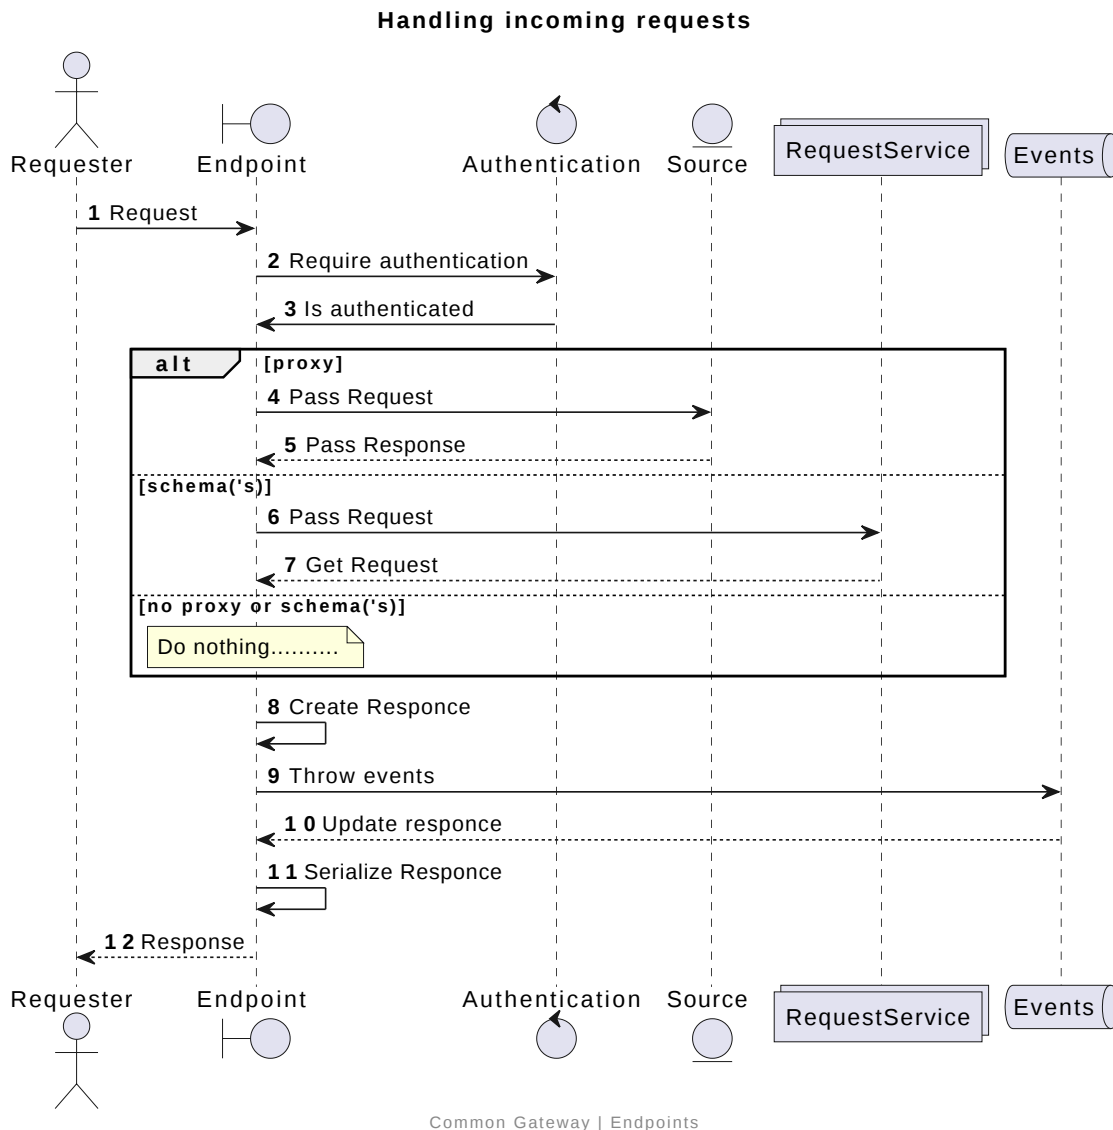 Handling incoming requests
Requester
Endpoint
Authentication
Source
RequestService
Events
1 Request
2 Require authentication
3 Is authenticated
alt [proxy]
4 Pass Request
5 Pass Response
[schema('s)]
6 Pass Request
7 Get Request
[no proxy or schema('s)]
Do nothing..........
8 Create Responce
9 Throw events
10 Update responce
11 Serialize Responce
12 Response
Requester
Endpoint
Authentication
Source
RequestService
Events
Common Gateway | Endpoints